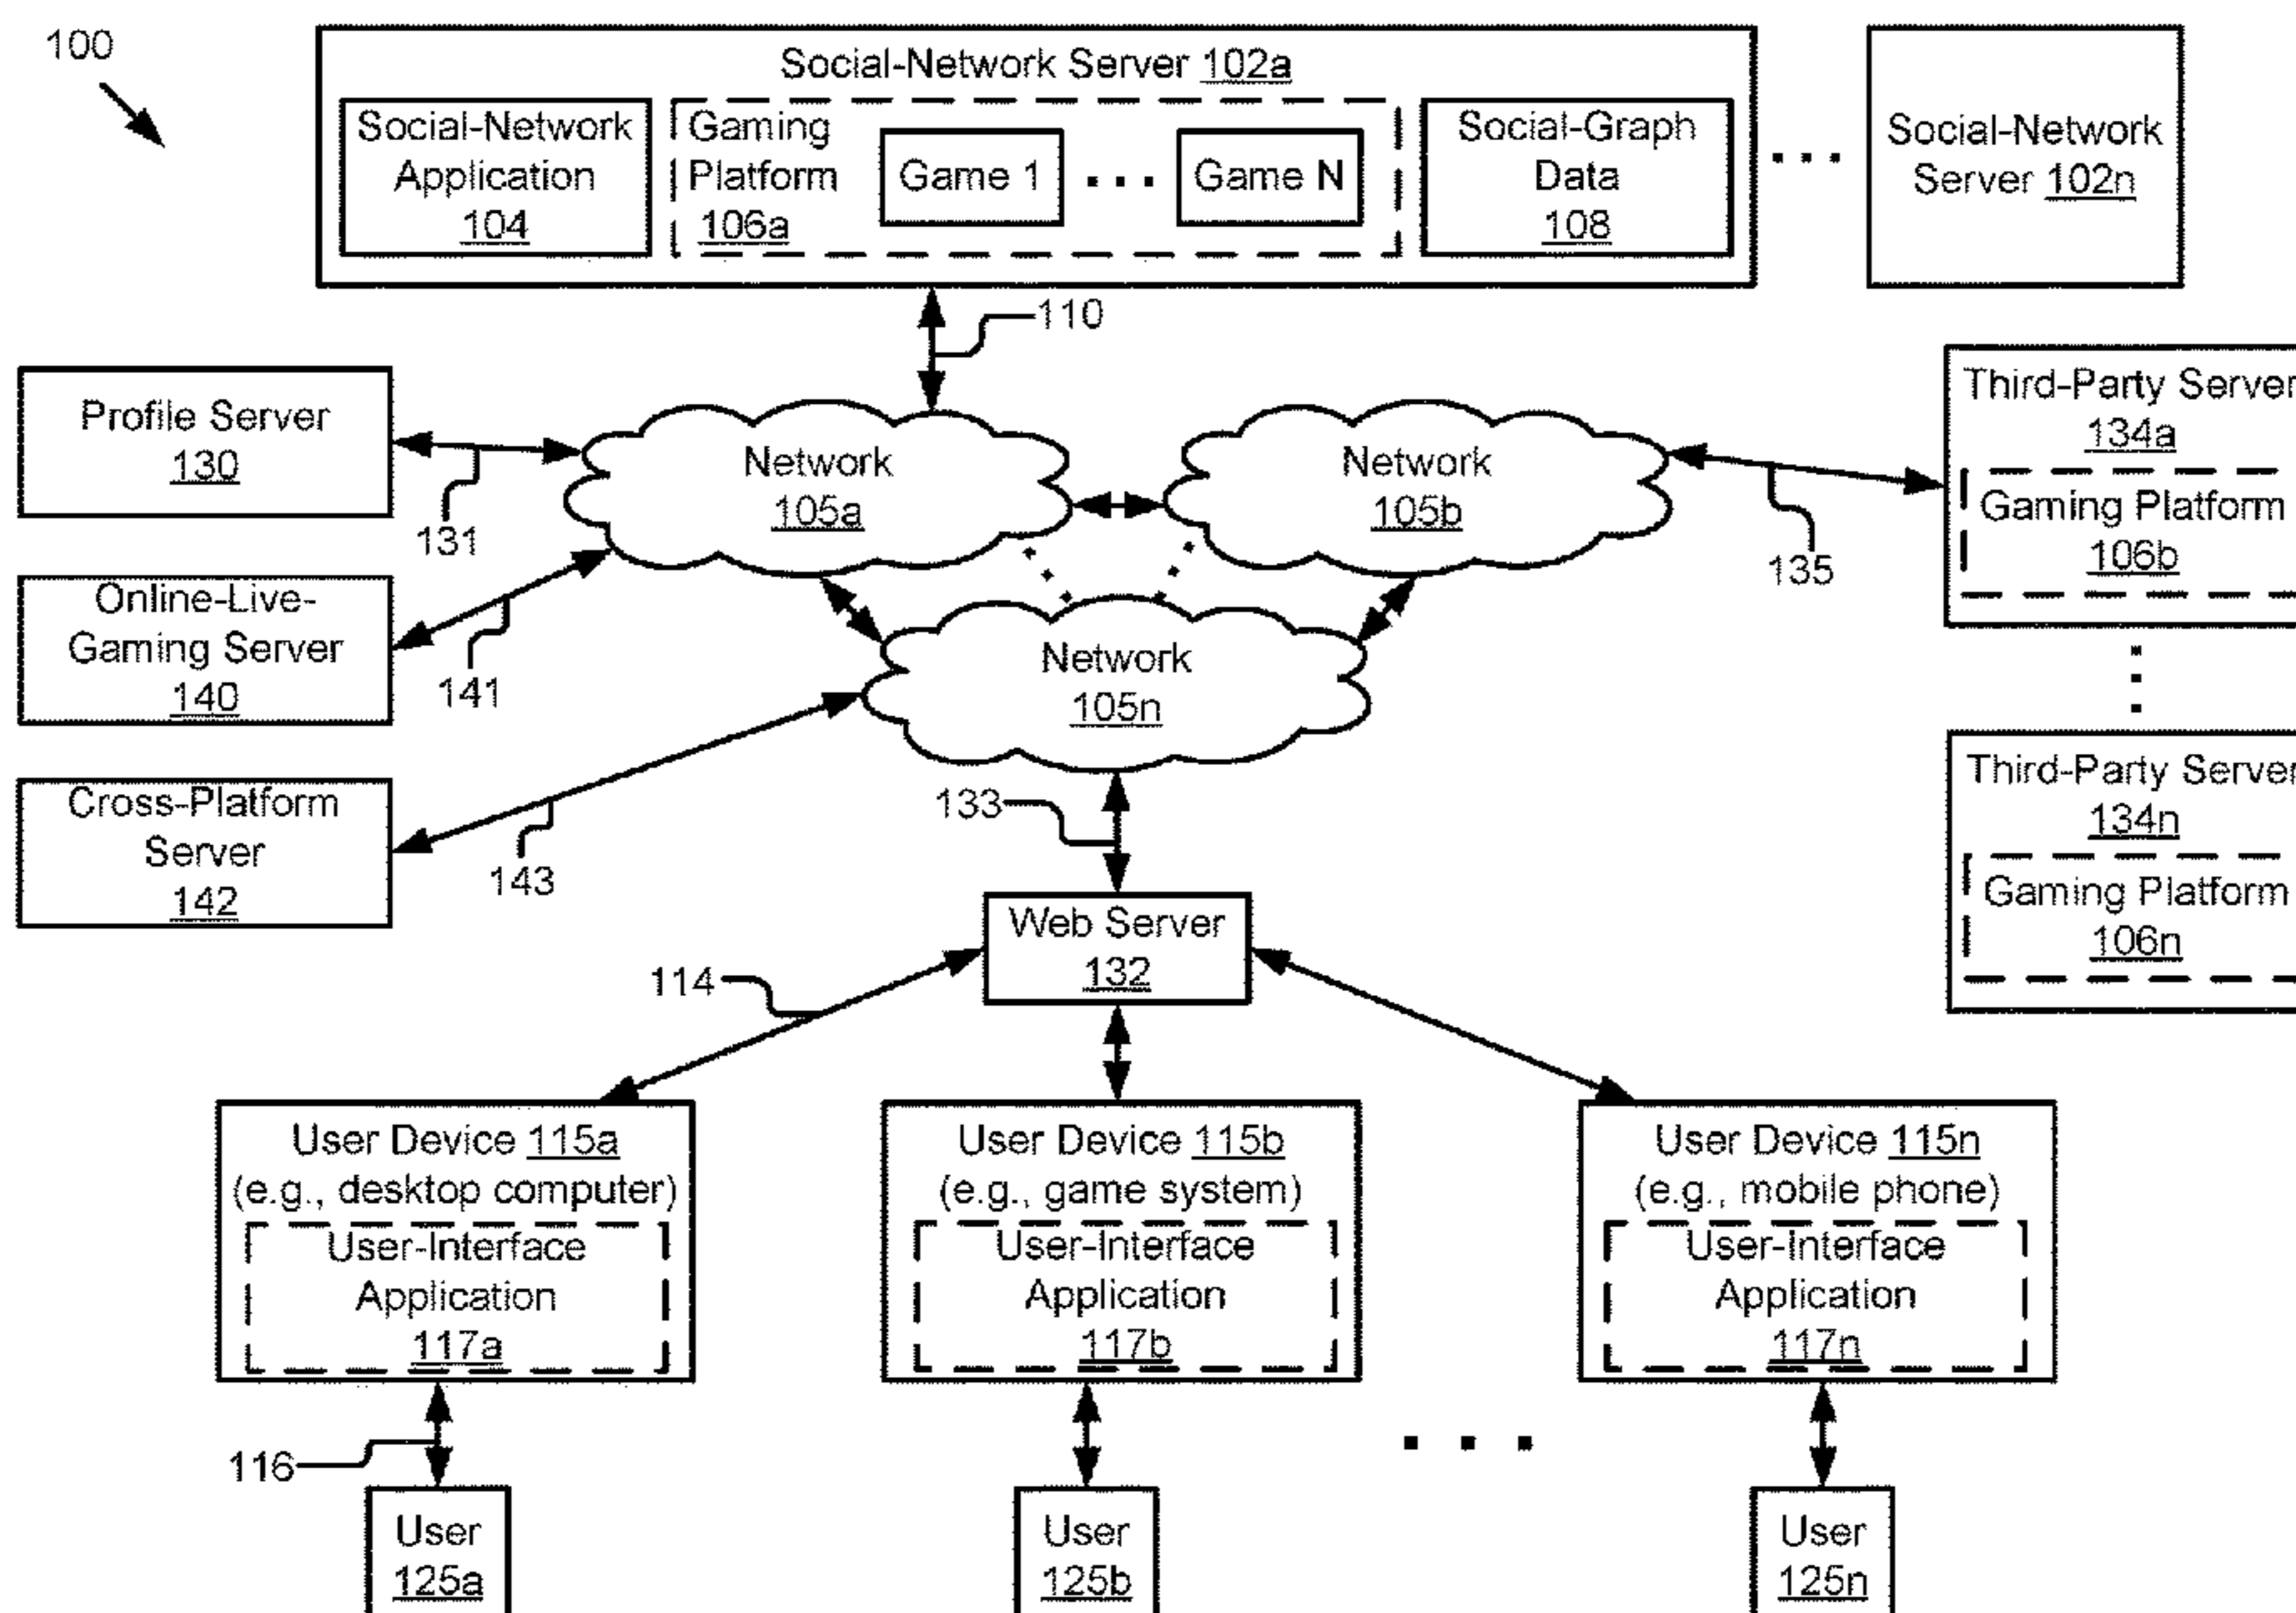 100
Social-Network Server 102a
Social-Network
Application
104
Gaming
Platform
106a
Game 1
...
Game N
Social-Graph
Data
108
...
Social-Network
Server 102n
110
Profile Server
130
131
Network
105a
Network
105b
135
Third-Party Server
134a
Gaming Platform
106b
Online-Live-
Gaming Server
140
141
Network
105n
Cross-Platform
Server
142
143
133
Third-Party Server
134n
Gaming Platform
106n
Web Server
132
114
User Device 115a
(e.g., desktop computer)
User-Interface
Application
117a
User Device 115b
(e.g., game system)
User-Interface
Application
117b
User Device 115n
(e.g., mobile phone)
User-Interface
Application
117n
116
. . .
User
125a
User
125b
User
125n